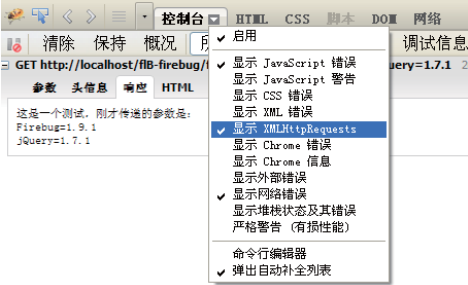 控制台 HTML CSS 脚本 DOM 网络
清除 保持 概况 所 调试信息
GET http://localhost/flB-firebug/f uery=1.7.1 2
参数 头信息 响应 HTML
这是一个测试，刚才传递的参数是:
Firebug=1.9.1
jQuery=1.7.1
启用
显示 JavaScript 错误
显示 JavaScript 警告
显示 CSS 错误
显示 XML 错误
显示 XMLHttpRequests
显示 Chrome 错误
显示 Chrome 信息
显示外部错误
显示网络错误
显示堆栈状态及其错误
严格警告 (有损性能)
命令行编辑器
弹出自动补全列表